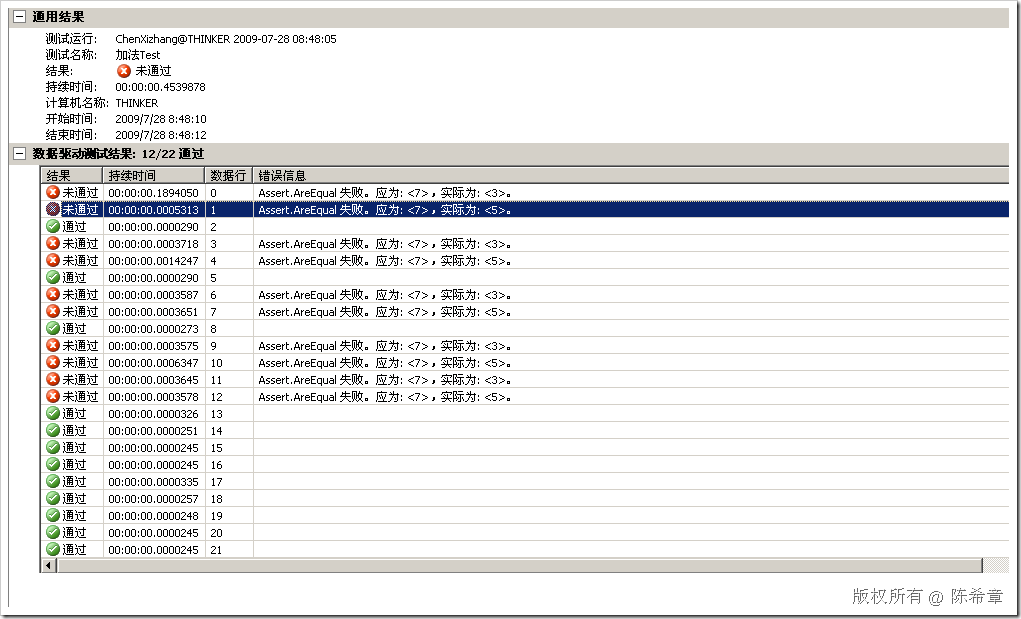 通用结果
测试运行: ChenXizhang@THINKER 2009-07-28 08:48:05
测试名称: 加法Test
结果: 未通过
持续时间: 00:00:00.4539878
计算机名称: THINKER
开始时间: 2009/7/28 8:48:10
结束时间: 2009/7/28 8:48:12
数据驱动测试结果: 12/22 通过
结果 持续时间 数据行 错误信息
未通过 00:00:00.1894050 0 Assert.AreEqual 失败。应为: <7>，实际为: <3>。
未通过 00:00:00.0005313 1 Assert.AreEqual 失败。应为: <7>，实际为: <5>。
通过 00:00:00.0000290 2
未通过 00:00:00.0003718 3 Assert.AreEqual 失败。应为: <7>，实际为: <3>。
未通过 00:00:00.0014247 4 Assert.AreEqual 失败。应为: <7>，实际为: <5>。
通过 00:00:00.0000290 5
未通过 00:00:00.0003587 6 Assert.AreEqual 失败。应为: <7>，实际为: <3>。
未通过 00:00:00.0003651 7 Assert.AreEqual 失败。应为: <7>，实际为: <5>。
通过 00:00:00.0000273 8
未通过 00:00:00.0003575 9 Assert.AreEqual 失败。应为: <7>，实际为: <3>。
未通过 00:00:00.0006347 10 Assert.AreEqual 失败。应为: <7>，实际为: <5>。
未通过 00:00:00.0003645 11 Assert.AreEqual 失败。应为: <7>，实际为: <3>。
未通过 00:00:00.0003578 12 Assert.AreEqual 失败。应为: <7>，实际为: <5>。
通过 00:00:00.0000326 13
通过 00:00:00.0000251 14
通过 00:00:00.0000245 15
通过 00:00:00.0000245 16
通过 00:00:00.0000335 17
通过 00:00:00.0000257 18
通过 00:00:00.0000248 19
通过 00:00:00.0000245 20
通过 00:00:00.0000245 21
版权所有 @ 陈希章